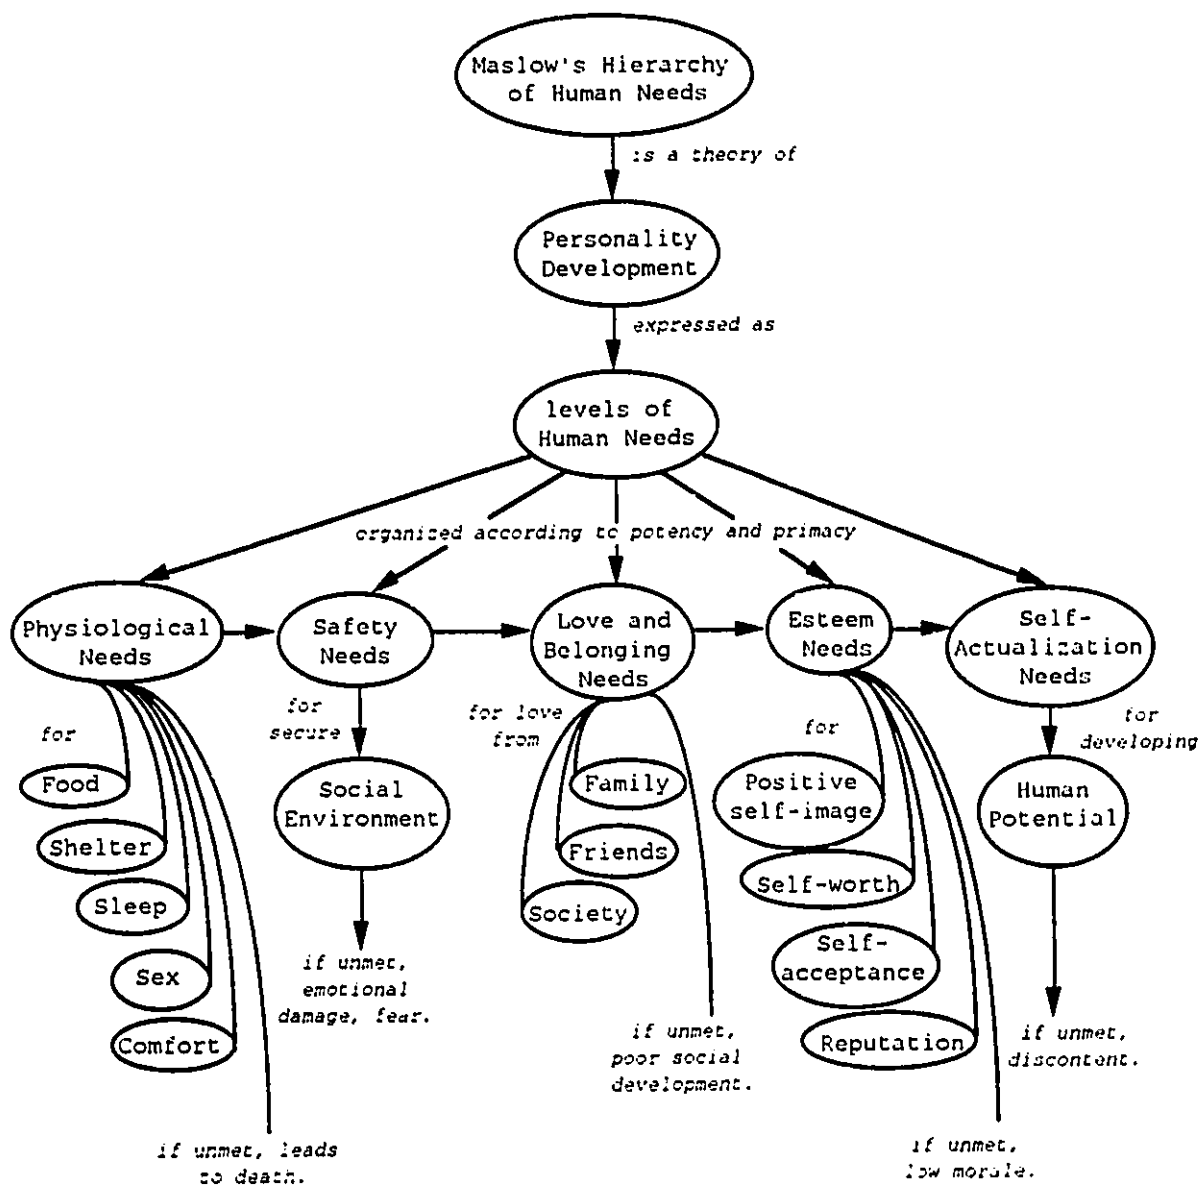 Maslow's Hierarchy
of Human Needs
is a theory of
Personality
Development
expressed as
levels of
Human Needs
organized according to potency and primacy
Physiological
Needs
Safety
Needs
Love and
Belonging
Needs
Esteem
Needs
Self-
Actualization
Needs
for
Food
Shelter
Sleep
Sex
Comfort
if unmet, leads
to death.
for
secure
Social
Environment
if unmet,
emotional
damage, fear.
for love
from
Family
Friends
Society
if unmet,
poor social
development.
for
Positive
self-image
Self-worth
Self-
acceptance
Reputation
if unmet,
low morale.
for
developing
Human
Potential
if unmet,
discontent.